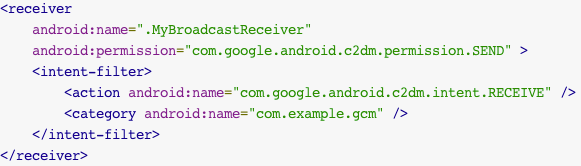 <receiver
    android:name=".MyBroadcastReceiver"
    android:permission="com.google.android.c2dm.permission.SEND" >
    <intent-filter>
        <action android:name="com.google.android.c2dm.intent.RECEIVE" />
        <category android:name="com.example.gcm" />
    </intent-filter>
</receiver>